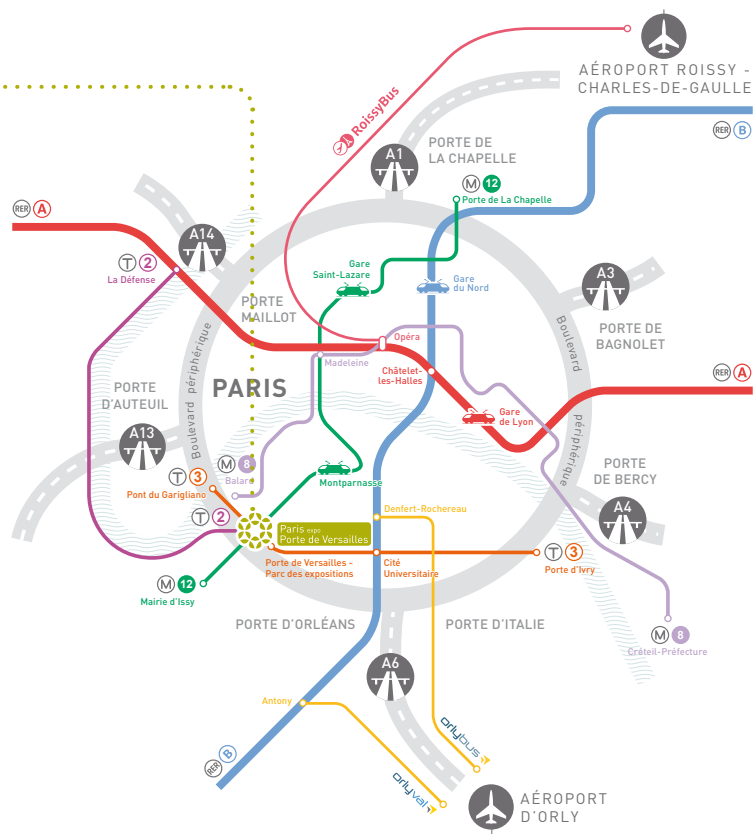 AÉROPORT ROISSY -
CHARLES-DE-GAULLE
RoissyBus
RER B
A1
PORTE DE
LA CHAPELLE
M 12
Porte de La Chapelle
RER A
A14
T 2
La Défense
Gare
Saint-Lazare
Gare
du Nord
A3
PORTE
MAILLOT
PORTE DE
BAGNOLET
Boulevard périphérique
Boulevard
périphérique
Opéra
Madeleine
Châtelet-
les-Halles
RER A
PORTE
D'AUTEUIL
PARIS
Gare
de Lyon
A13
M 8
Balard
T 3
Pont du Garigliano
Montparnasse
PORTE
DE BERCY
A4
T 2
Paris expo
Porte de Versailles
Denfert-Rochereau
Porte de Versailles -
Parc des expositions
Cité
Universitaire
T 3
Porte d'Ivry
M 12
Mairie d'Issy
PORTE D'ORLÉANS
PORTE D'ITALIE
M 8
Créteil-Préfecture
A6
Antony
orlybus
RER B
orlyval
AÉROPORT
D'ORLY